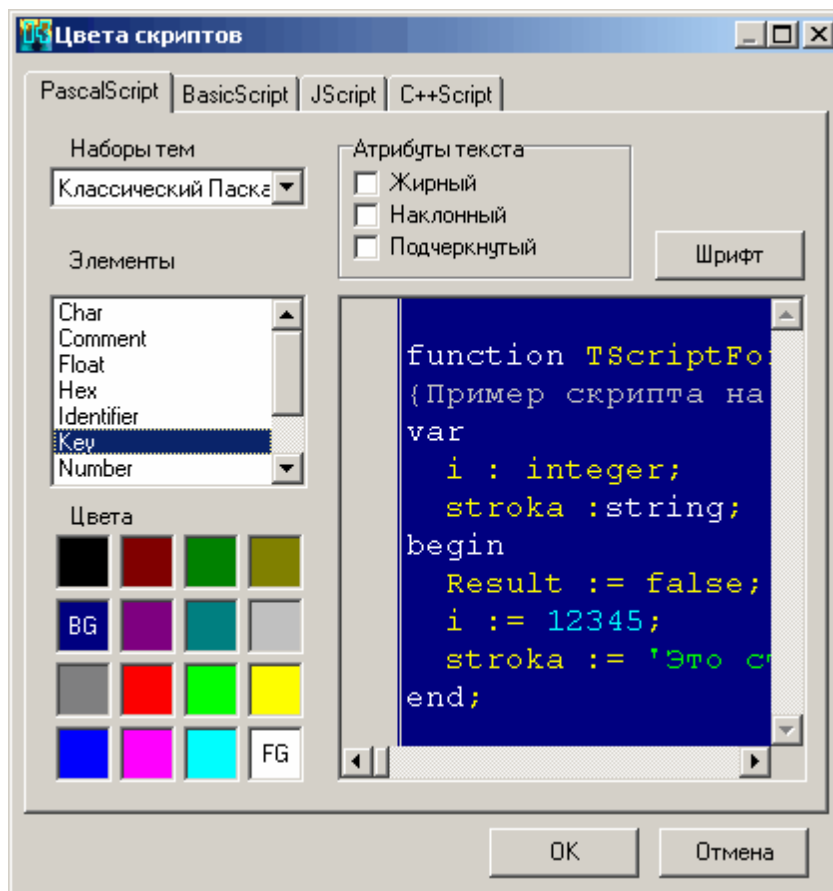 Цвета скриптов
PascalScript BasicScript JScript C++Script
Наборы тем
Классический Паска
Атрибуты текста
Жирный
Наклонный
Подчеркнутый
Шрифт
Элементы
Char
Comment
Float
Hex
Identifier
Key
Number
Цвета
BG
FG
function TScriptFo
{Пример скрипта на
var
i : integer;
stroka :string;
begin
Result := false;
i := 12345;
stroka := 'Это ст
end;
OK
Отмена